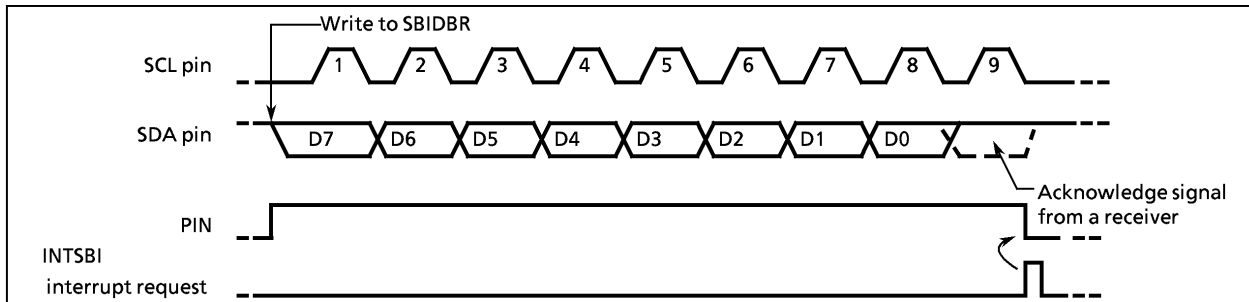 Write to SBIDBR
SCL pin
1 2 3 4 5 6 7 8 9
SDA pin
D7 D6 D5 D4 D3 D2 D1 D0
Acknowledge signal
from a receiver
PIN
INTSBI
interrupt request